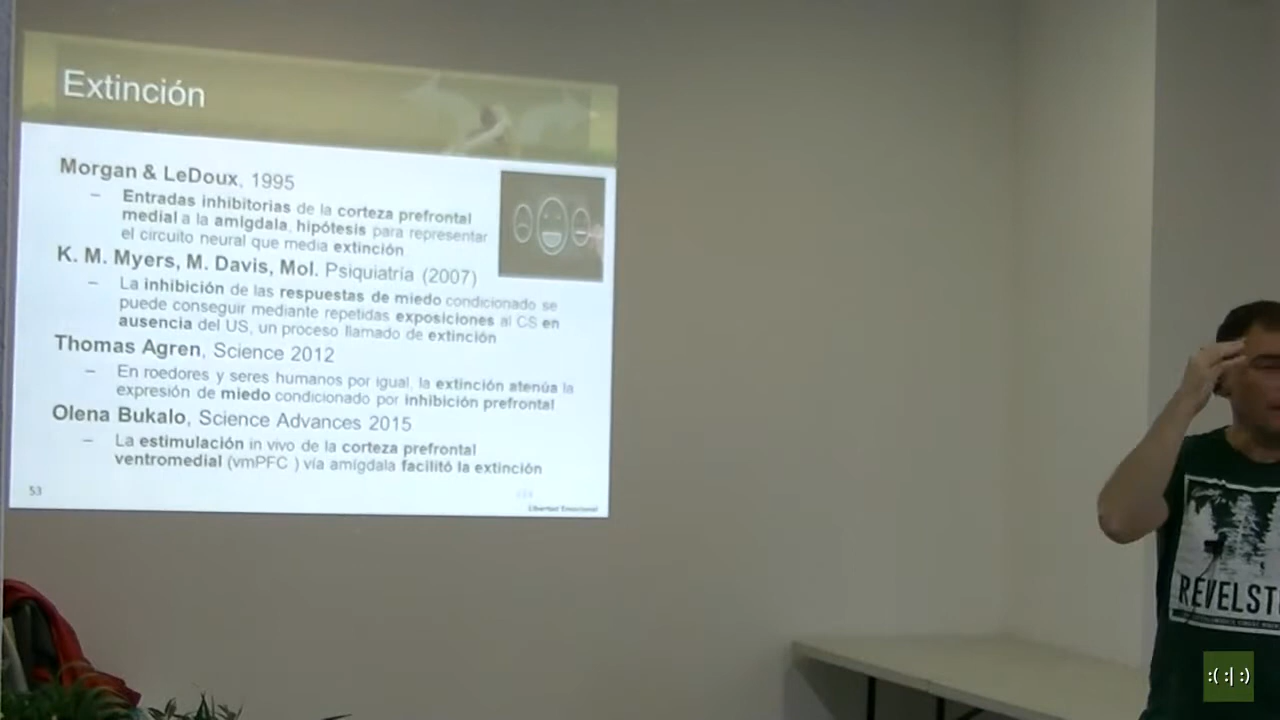 Extinción
Morgan & LeDoux, 1995
– Entradas inhibitorias de la corteza prefrontal
medial a la amígdala, hipótesis para representar
el circuito neural que media extinción
K. M. Myers, M. Davis, Mol. Psiquiatría (2007)
– La inhibición de las respuestas de miedo condicionado se
puede conseguir mediante repetidas exposiciones al CS en
ausencia del US, un proceso llamado de extinción
Thomas Agren, Science 2012
– En roedores y seres humanos por igual, la extinción atenúa la
expresión de miedo condicionado por inhibición prefrontal
Olena Bukalo, Science Advances 2015
– La estimulación in vivo de la corteza prefrontal
ventromedial (vmPFC ) vía amígdala facilitó la extinción
53
Libertad Emocional
REVELST
:( :| :)